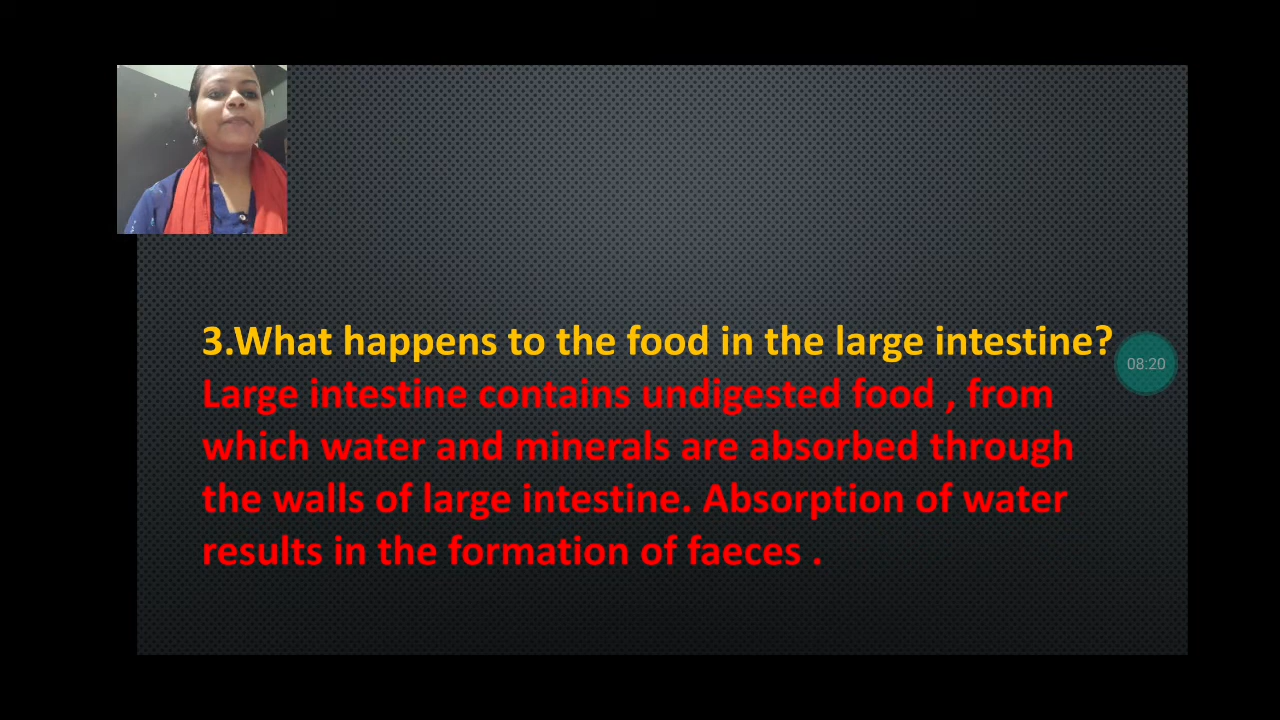 3.What happens to the food in the large intestine?
08:20
Large intestine contains undigested food , from
which water and minerals are absorbed through
the walls of large intestine. Absorption of water
results in the formation of faeces .